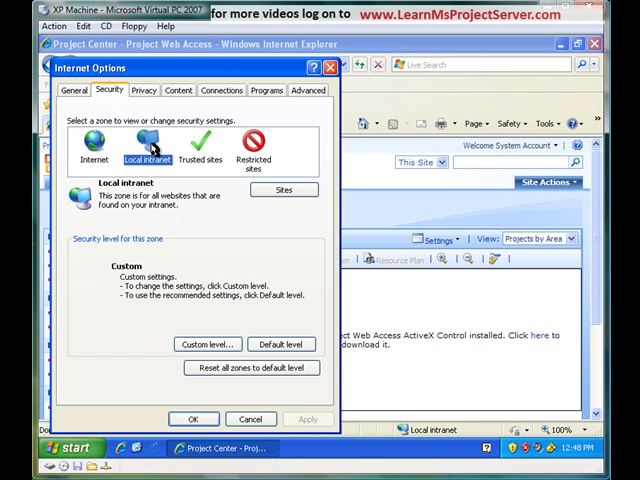 XP Machine - Microsoft Virtual PC 2007
for more videos log on to www.LearnMsProjectServer.com
Action Edit CD Floppy Help
Project Center - Project Web Access - Windows Internet Explorer
Internet Options
Live Search
General Security Privacy Content Connections Programs Advanced
Select a zone to view or change security settings.
Page Safety Tools
Internet Local intranet Trusted sites Restricted sites
Welcome System Account
This Site
Local intranet
This zone is for all websites that are found on your intranet.
Sites
Site Actions
Security level for this zone
Settings View: Projects by Area
Resource Plan
Custom
Custom settings.
- To change the settings, click Custom level.
- To use the recommended settings, click Default level.
ct Web Access ActiveX Control installed. Click here to
download it.
Custom level... Default level
Reset all zones to default level
OK Cancel Apply
Local intranet 100%
start Project Center - Proj... 12:48 PM